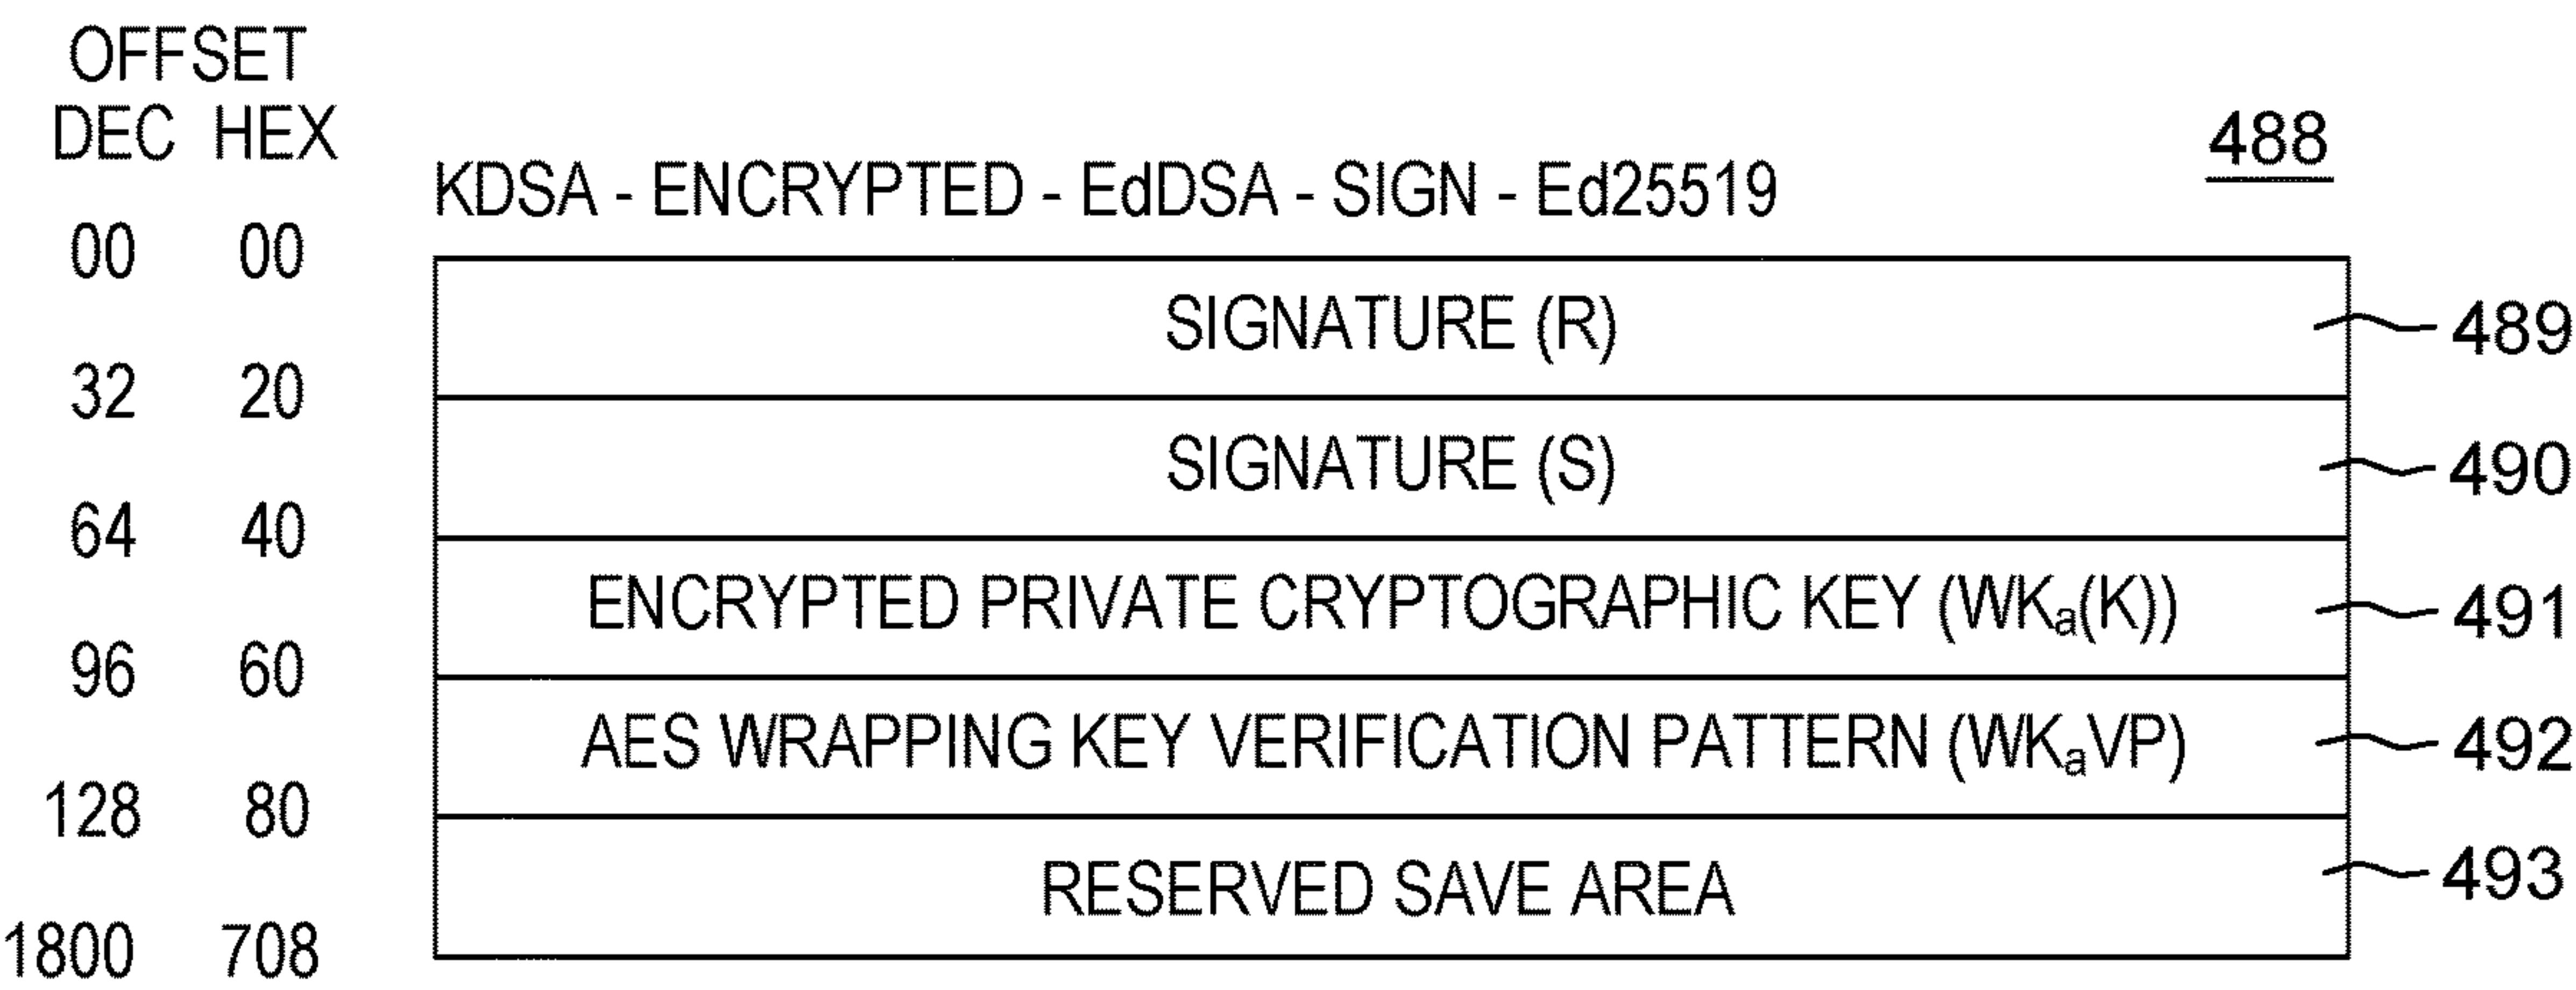 OFFSET
DEC HEX
488
KDSA - ENCRYPTED - EdDSA - SIGN - Ed25519
00 00
SIGNATURE (R) 489
32 20
SIGNATURE (S) 490
64 40
ENCRYPTED PRIVATE CRYPTOGRAPHIC KEY (WKa(K)) 491
96 60
AES WRAPPING KEY VERIFICATION PATTERN (WKaVP) 492
128 80
RESERVED SAVE AREA 493
1800 708